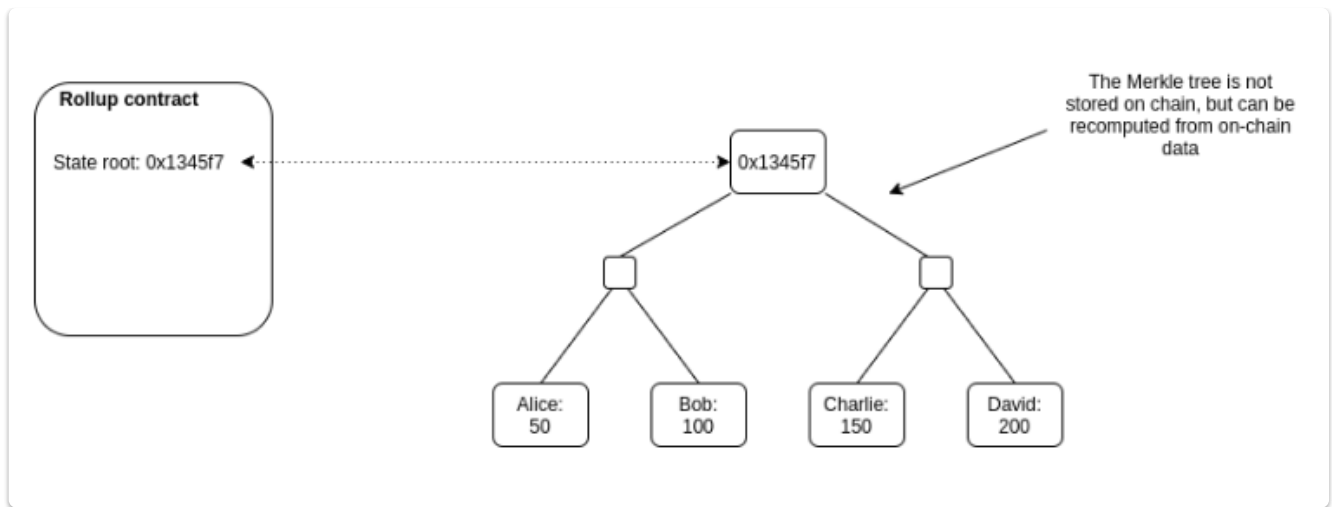 Rollup contract
State root: 0x1345f7
The Merkle tree is not
stored on chain, but can be
recomputed from on-chain
data
0x1345f7
Alice:
50
Bob:
100
Charlie:
150
David:
200